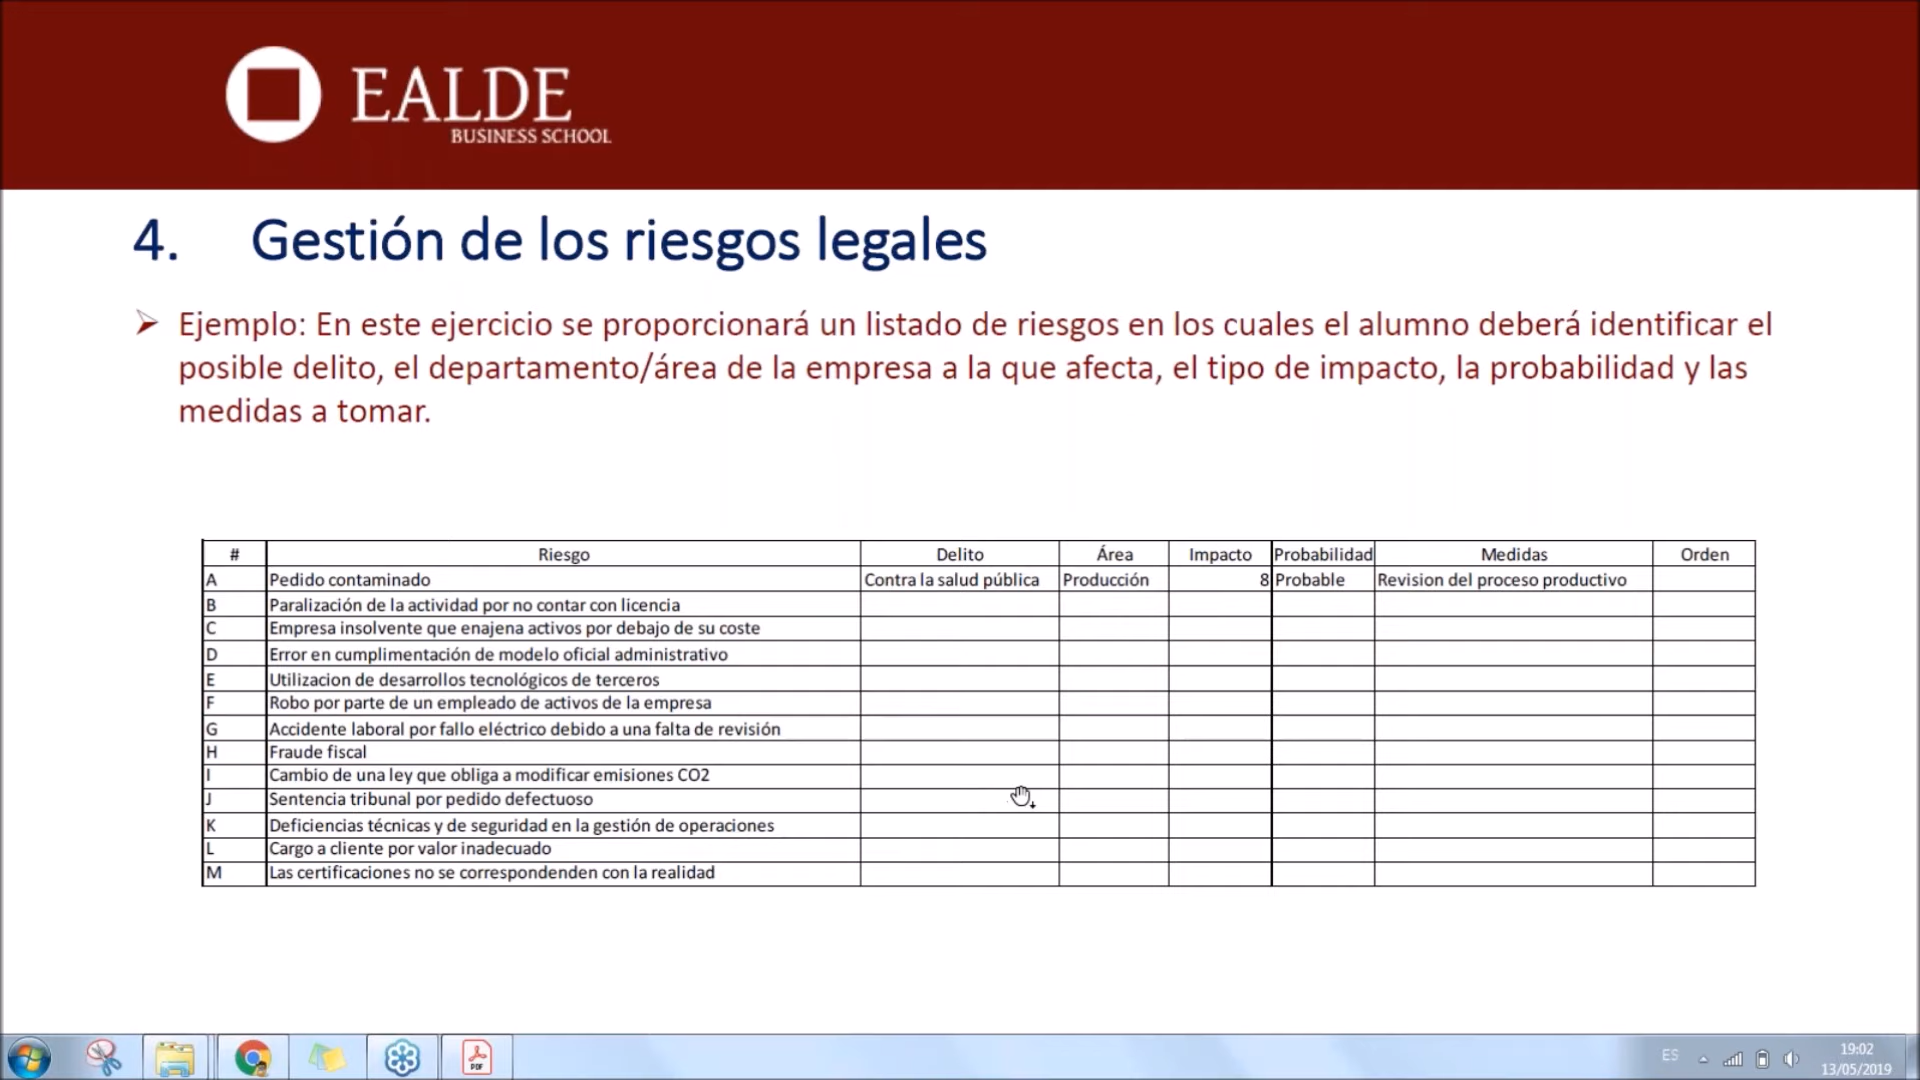 EALDE
BUSINESS SCHOOL
4. Gestión de los riesgos legales
Ejemplo: En este ejercicio se proporcionará un listado de riesgos en los cuales el alumno deberá identificar el
posible delito, el departamento/área de la empresa a la que afecta, el tipo de impacto, la probabilidad y las
medidas a tomar.
# Riesgo Delito Área Impacto Probabilidad Medidas Orden
A Pedido contaminado Contra la salud pública Producción 8 Probable Revision del proceso productivo
B Paralización de la actividad por no contar con licencia
C Empresa insolvente que enajena activos por debajo de su coste
D Error en cumplimentación de modelo oficial administrativo
E Utilizacion de desarrollos tecnológicos de terceros
F Robo por parte de un empleado de activos de la empresa
G Accidente laboral por fallo eléctrico debido a una falta de revisión
H Fraude fiscal
I Cambio de una ley que obliga a modificar emisiones CO2
J Sentencia tribunal por pedido defectuoso
K Deficiencias técnicas y de seguridad en la gestión de operaciones
L Cargo a cliente por valor inadecuado
M Las certificaciones no se correspondenden con la realidad
PDF
ES
19:02
13/05/2019